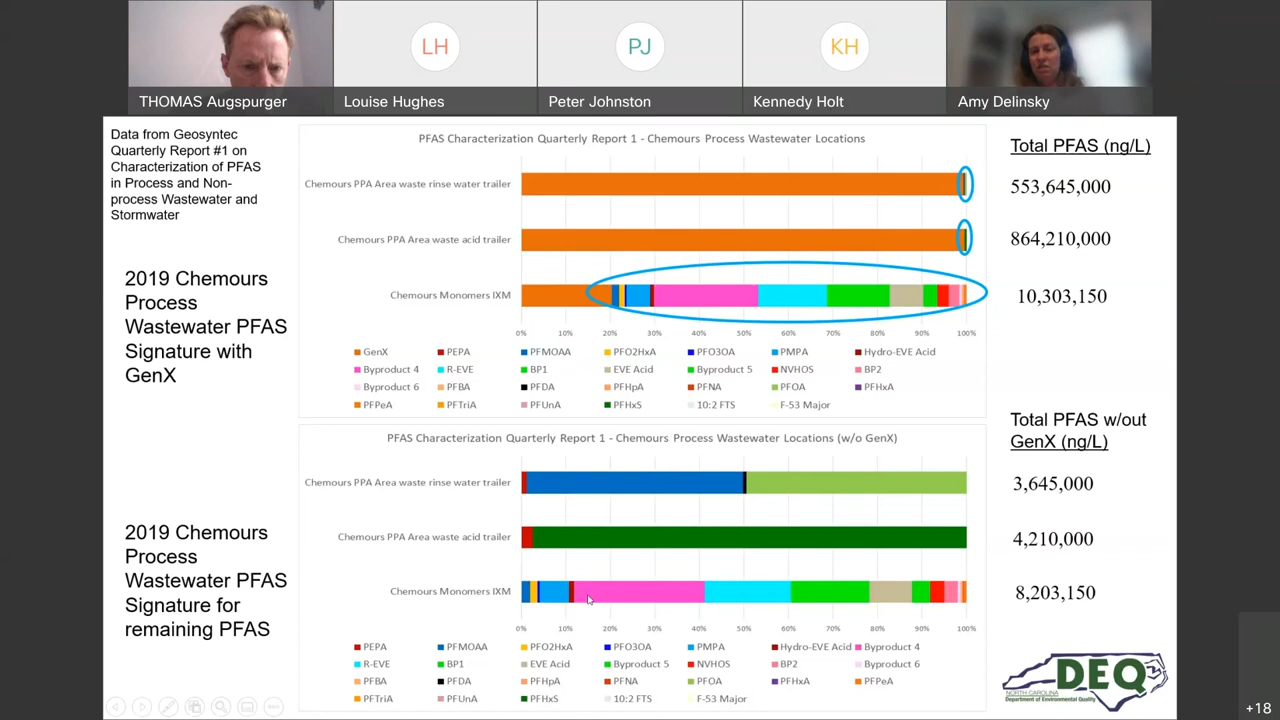 LH
PJ
KH
THOMAS Augspurger
Louise Hughes
Peter Johnston
Kennedy Holt
Amy Delinsky
Data from Geosyntec
Quarterly Report #1 on
Characterization of PFAS
in Process and Non-
process Wastewater and
Stormwater
2019 Chemours
Process
Wastewater PFAS
Signature with
GenX
PFAS Characterization Quarterly Report 1 - Chemours Process Wastewater Locations
Chemours PPA Area waste rinse water trailer
Chemours PPA Area waste acid trailer
Chemours Monomers IXM
0% 10% 20% 30% 40% 50% 60% 70% 80% 90% 100%
GenX PEPA PFMOAA PFO2HxA PFO3OA PMPA Hydro-EVE Acid
Byproduct 4 R-EVE BP1 EVE Acid Byproduct 5 NVHOS BP2
Byproduct 6 PFBA PFDA PFHpA PFNA PFOA PFHxA
PFPeA PFTriA PFUnA PFHxS 10:2 FTS F-53 Major
Total PFAS (ng/L)
553,645,000
864,210,000
10,303,150
2019 Chemours
Process
Wastewater PFAS
Signature for
remaining PFAS
PFAS Characterization Quarterly Report 1 - Chemours Process Wastewater Locations (w/o GenX)
Chemours PPA Area waste rinse water trailer
Chemours PPA Area waste acid trailer
Chemours Monomers IXM
0% 10% 20% 30% 40% 50% 60% 70% 80% 90% 100%
PEPA PFMOAA PFO2HxA PFO3OA PMPA Hydro-EVE Acid Byproduct 4
R-EVE BP1 EVE Acid Byproduct 5 NVHOS BP2 Byproduct 6
PFBA PFDA PFHpA PFNA PFOA PFHxA PFPeA
PFTriA PFUnA PFHxS 10:2 FTS F-53 Major
Total PFAS w/out
GenX (ng/L)
3,645,000
4,210,000
8,203,150
DEQ
NORTH CAROLINA
Department of Environmental Quality
+18